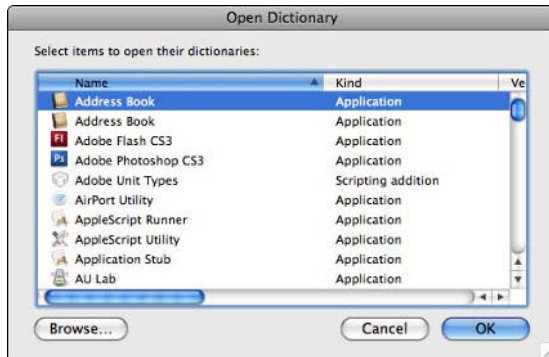 Open Dictionary
Select items to open their dictionaries:
Name Kind Ve
Address Book Application
Address Book Application
Fl Adobe Flash CS3 Application
Ps Adobe Photoshop CS3 Application
Adobe Unit Types Scripting addition
AirPort Utility Application
AppleScript Runner Application
AppleScript Utility Application
Application Stub Application
AU Lab Application
Browse... Cancel OK